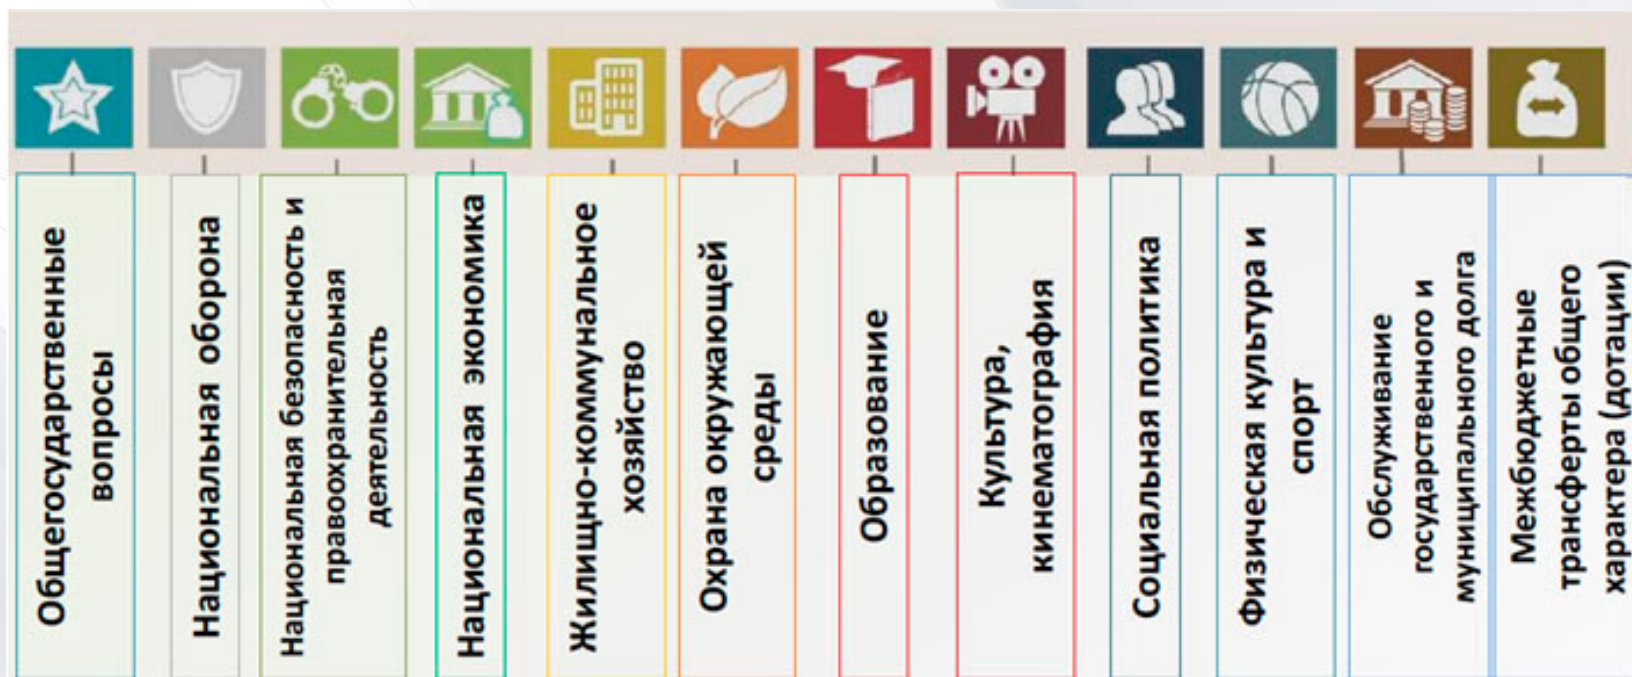 Общегосударственные
вопросы
Национальная оборона
Национальная безопасность и
правоохранительная
деятельность
Национальная экономика
Жилищно-коммунальное
хозяйство
Охрана окружающей
среды
Образование
Культура,
кинематография
Социальная политика
Физическая культура и
спорт
Обслуживание
государственного и
муниципального долга
Межбюджетные
трансферты общего
характера (дотации)